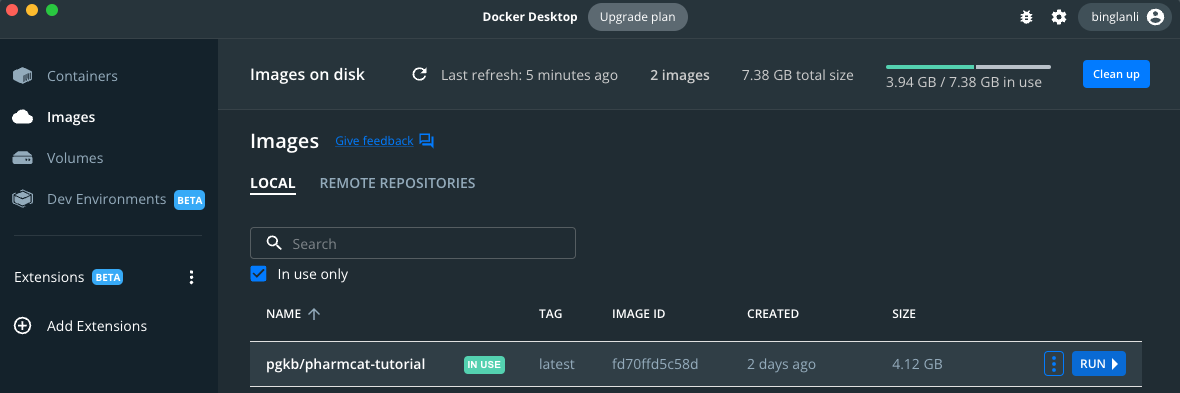 Docker Desktop Upgrade plan binglanli
Containers
Images
Volumes
Dev Environments BETA
Extensions BETA
Add Extensions
Images on disk Last refresh: 5 minutes ago 2 images 7.38 GB total size 3.94 GB / 7.38 GB in use Clean up
Images Give feedback
LOCAL REMOTE REPOSITORIES
Search
In use only
NAME TAG IMAGE ID CREATED SIZE
pgkb/pharmcat-tutorial IN USE latest fd70ffd5c58d 2 days ago 4.12 GB RUN